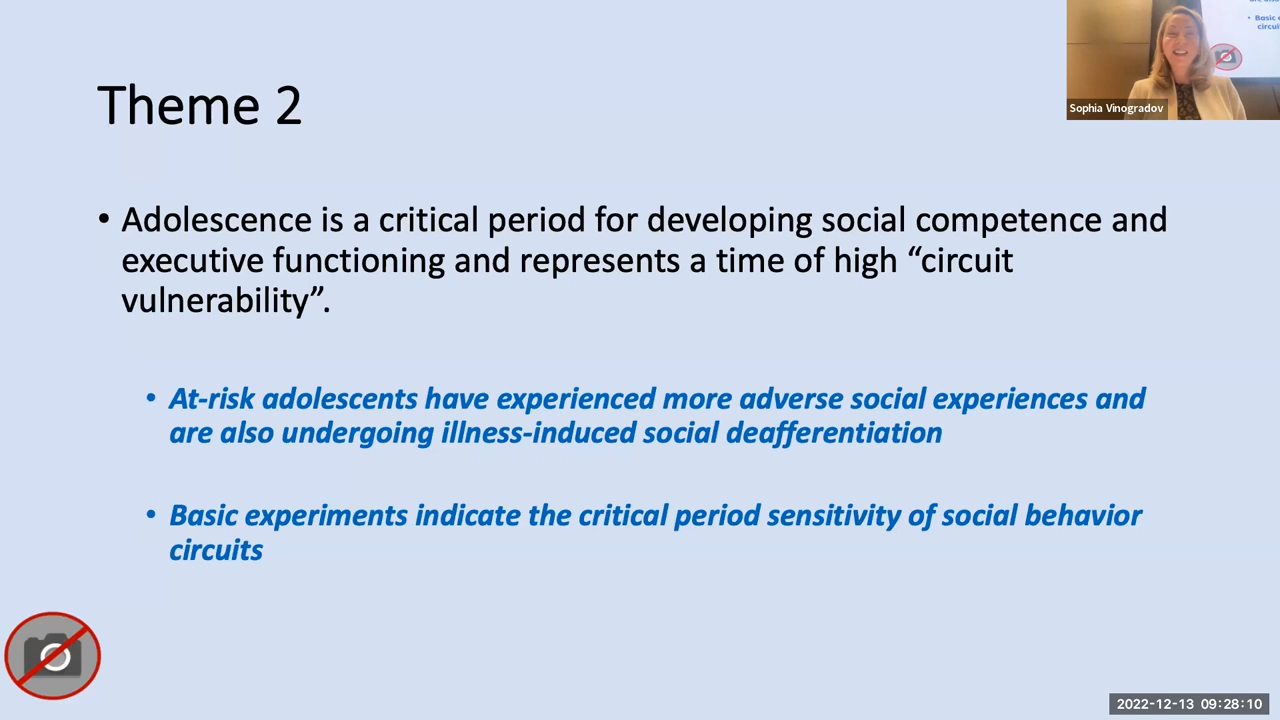 Theme 2
• Adolescence is a critical period for developing social competence and
executive functioning and represents a time of high “circuit
vulnerability”.
• At-risk adolescents have experienced more adverse social experiences and
are also undergoing illness-induced social deafferentiation
• Basic experiments indicate the critical period sensitivity of social behavior
circuits
• Basic
Sophia Vinogradov
2022-12-13 09:28:10